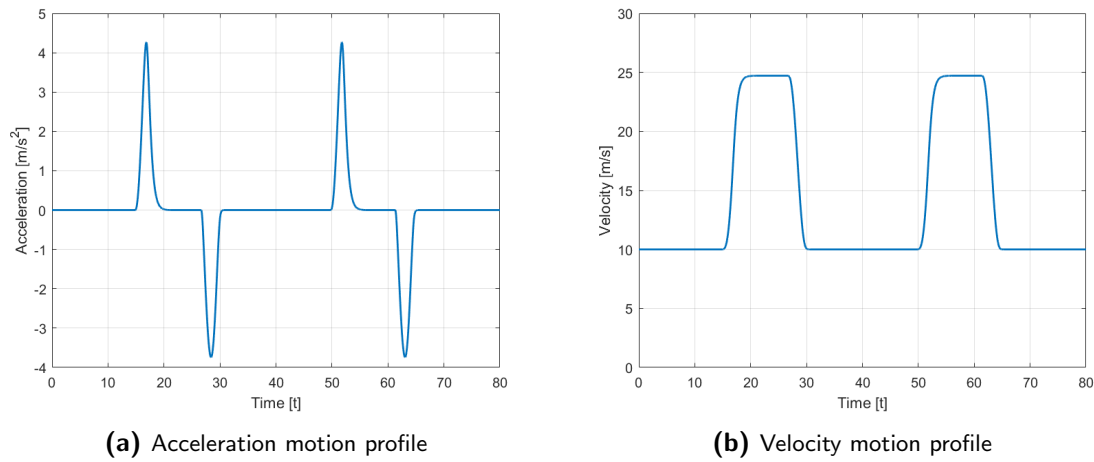 5
4
3
2
1
0
-1
-2
-3
-4
0 10 20 30 40 50 60 70 80
Acceleration [m/s²]
Time [t]
(a) Acceleration motion profile
30
25
20
15
10
5
0
0 10 20 30 40 50 60 70 80
Velocity [m/s]
Time [t]
(b) Velocity motion profile